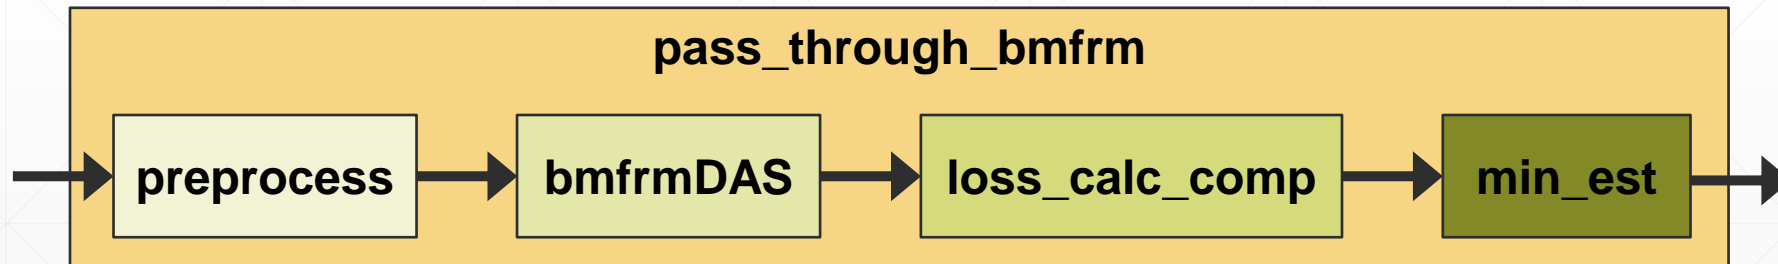 pass_through_bmfrm
preprocess
bmfrmDAS
loss_calc_comp
min_est